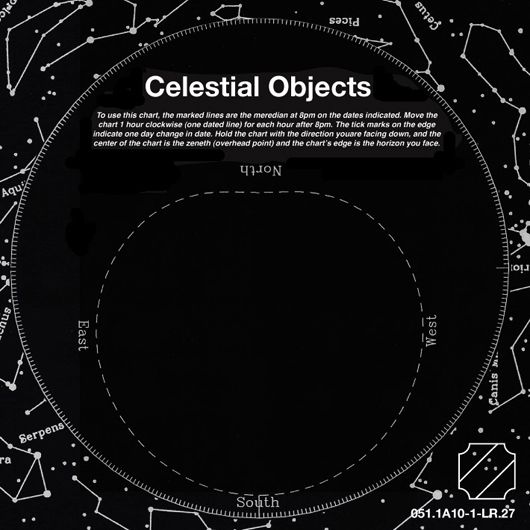 Pices
Cetus
Celestial Objects
To use this chart, the marked lines are the meredian at 8pm on the dates indicated. Move the
chart 1 hour clockwise (one dated line) for each hour after 8pm. The tick marks on the edge
indicate one day change in date. Hold the chart with the direction youare facing down, and the
center of the chart is the zeneth (overhead point) and the chart's edge is the horizon you face.
North
Aqu
rio
East
West
enus
Canis M
Serpens
ra
South
051.1A10-1-LR.27